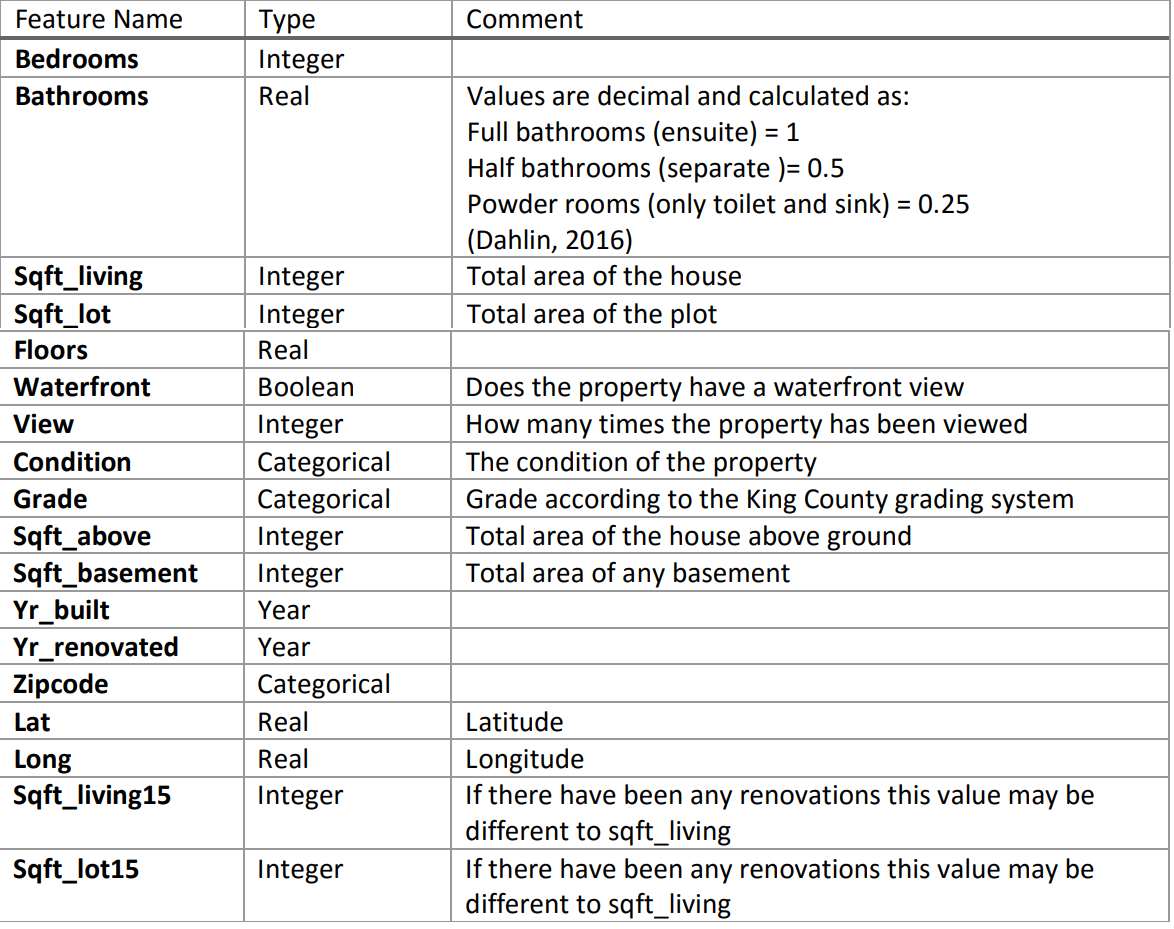 Feature Name Type Comment
Bedrooms Integer
Bathrooms Real Values are decimal and calculated as:
Full bathrooms (ensuite) = 1
Half bathrooms (separate )= 0.5
Powder rooms (only toilet and sink) = 0.25
(Dahlin, 2016)
Sqft_living Integer Total area of the house
Sqft_lot Integer Total area of the plot
Floors Real
Waterfront Boolean Does the property have a waterfront view
View Integer How many times the property has been viewed
Condition Categorical The condition of the property
Grade Categorical Grade according to the King County grading system
Sqft_above Integer Total area of the house above ground
Sqft_basement Integer Total area of any basement
Yr_built Year
Yr_renovated Year
Zipcode Categorical
Lat Real Latitude
Long Real Longitude
Sqft_living15 Integer If there have been any renovations this value may be
different to sqft_living
Sqft_lot15 Integer If there have been any renovations this value may be
different to sqft_living